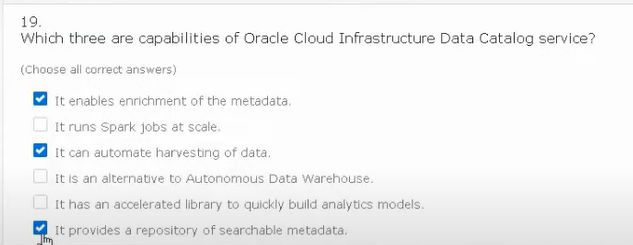 19.
Which three are capabilities of Oracle Cloud Infrastructure Data Catalog service?
(Choose all correct answers)
It enables enrichment of the metadata.
It runs Spark jobs at scale.
It can automate harvesting of data.
It is an alternative to Autonomous Data Warehouse.
It has an accelerated library to quickly build analytics models.
It provides a repository of searchable metadata.